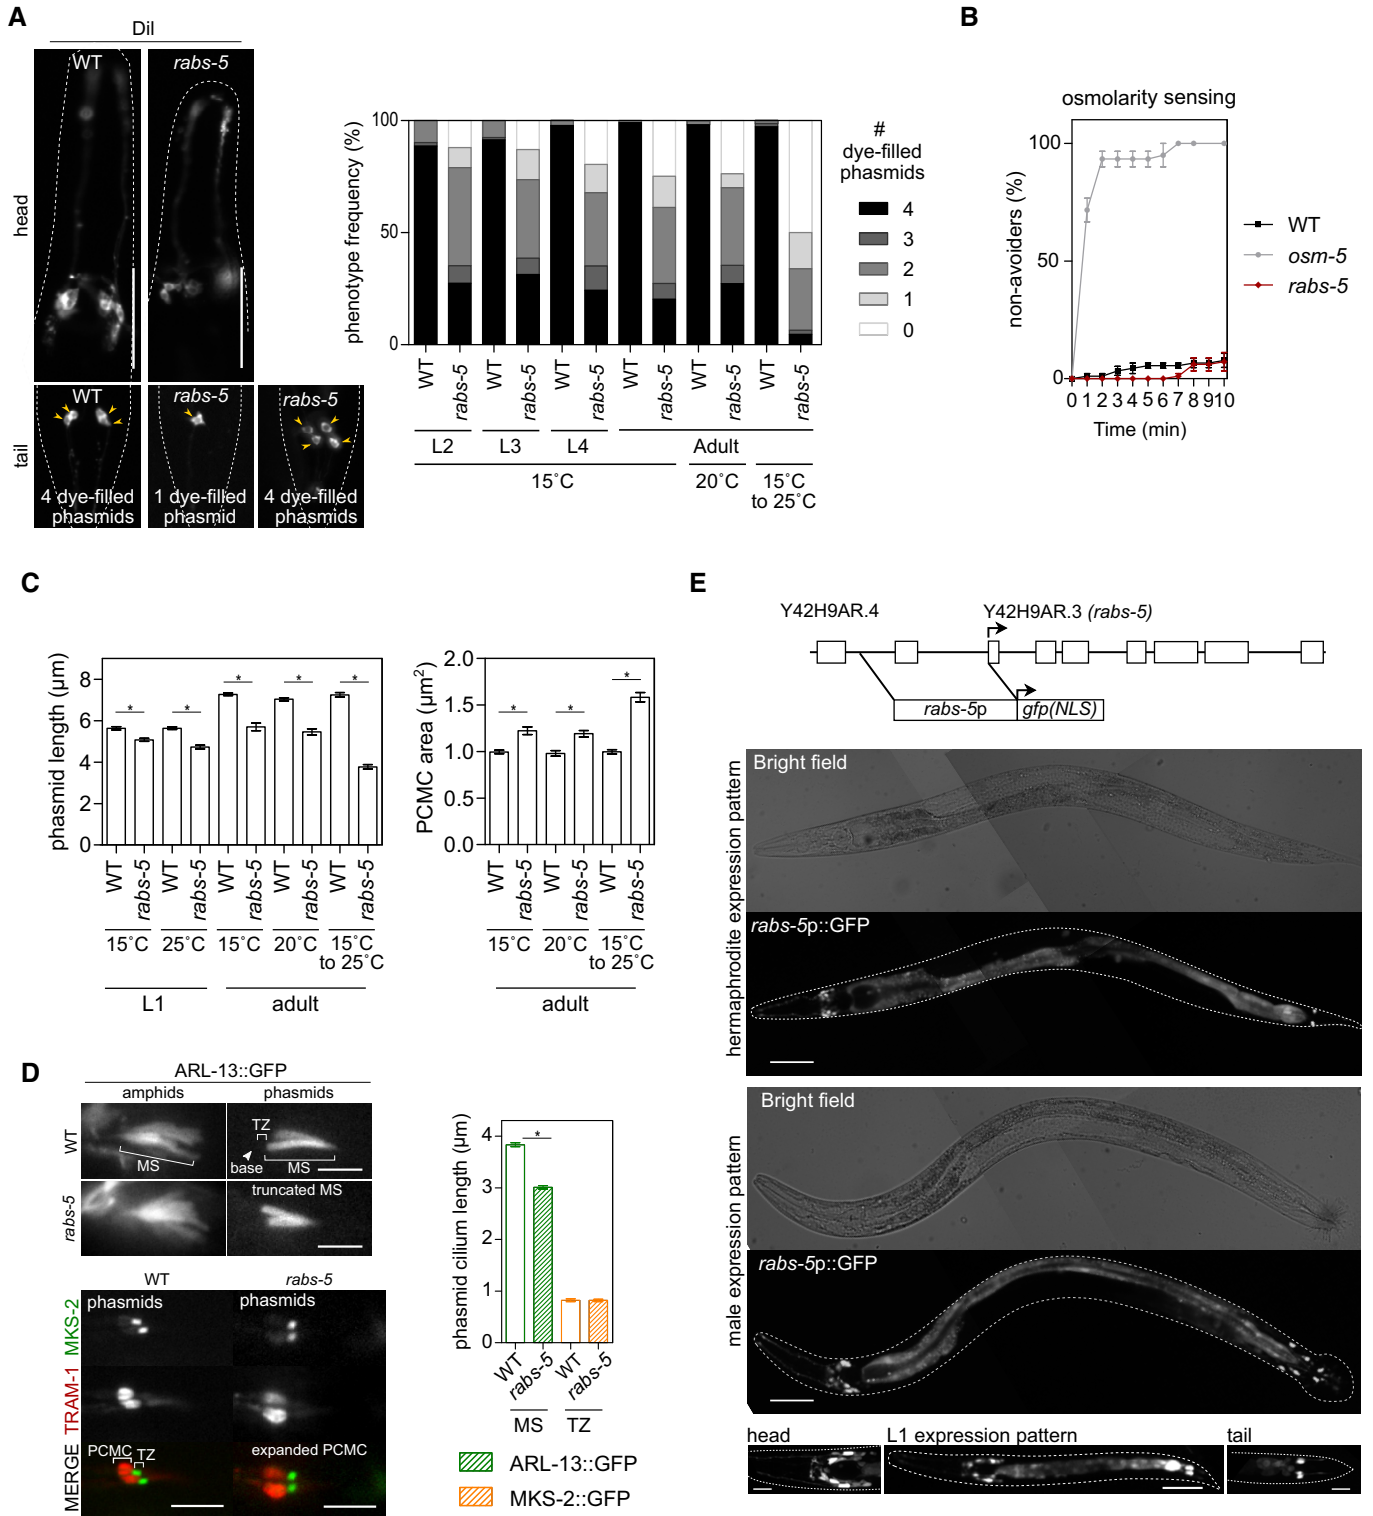 A
DiI
WT
rabs-5
head
WT
rabs-5
rabs-5
tail
4 dye-filled
phasmids
1 dye-filled
phasmid
4 dye-filled
phasmids
phenotype frequency (%)
100
50
0
WT
rabs-5
WT
rabs-5
WT
rabs-5
WT
rabs-5
WT
rabs-5
WT
rabs-5
L2
L3
L4
Adult
15˚C
20˚C
15˚C
to 25˚C
#
dye-filled
phasmids
4
3
2
1
0
B
osmolarity sensing
non-avoiders (%)
100
50
0
0 1 2 3 4 5 6 7 8 9 10
Time (min)
WT
osm-5
rabs-5
C
phasmid length (μm)
8
6
4
2
0
* * * * *
WT
rabs-5
WT
rabs-5
WT
rabs-5
WT
rabs-5
WT
rabs-5
15˚C
25˚C
15˚C
20˚C
15˚C
to 25˚C
L1
adult
PCMC area (μm²)
2.0
1.5
1.0
0.5
0.0
* * *
WT
rabs-5
WT
rabs-5
WT
rabs-5
15˚C
20˚C
15˚C
to 25˚C
adult
D
ARL-13::GFP
amphids
phasmids
WT
MS
TZ
base
MS
rabs-5
truncated MS
WT
rabs-5
MKS-2
phasmids
phasmids
TRAM-1
MERGE
PCMC
TZ
expanded PCMC
phasmid cilium length (μm)
4
3
2
1
0
*
WT
rabs-5
WT
rabs-5
MS
TZ
ARL-13::GFP
MKS-2::GFP
E
Y42H9AR.4
Y42H9AR.3 (rabs-5)
rabs-5p
gfp(NLS)
hermaphrodite expression pattern
Bright field
rabs-5p::GFP
male expression pattern
Bright field
rabs-5p::GFP
head
L1 expression pattern
tail